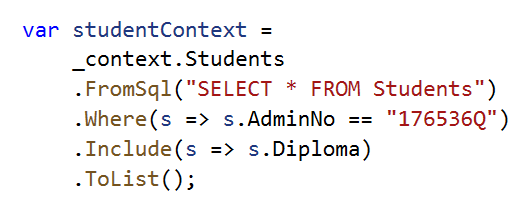 var studentContext =
_context.Students
.FromSql("SELECT * FROM Students")
.Where(s => s.AdminNo == "176536Q")
.Include(s => s.Diploma)
.ToList();